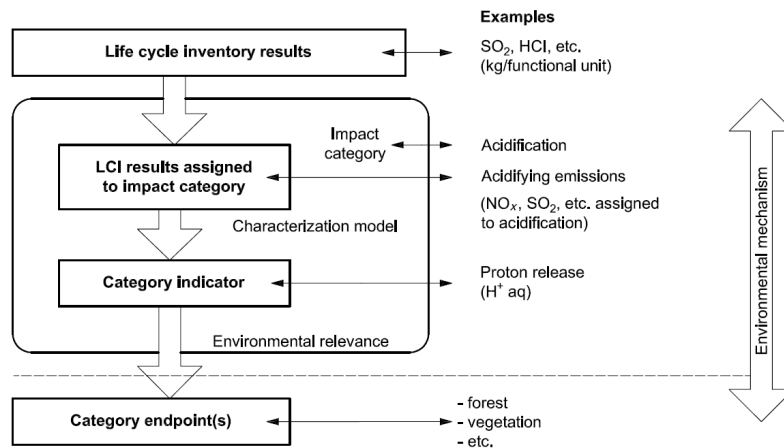 Examples
Life cycle inventory results
SO₂, HCl, etc.
(kg/functional unit)
Impact
category
Acidification
LCI results assigned
to impact category
Acidifying emissions
(NOₓ, SO₂, etc. assigned
to acidification)
Characterization model
Category indicator
Proton release
(H⁺ aq)
Environmental relevance
Environmental mechanism
Category endpoint(s)
- forest
- vegetation
- etc.